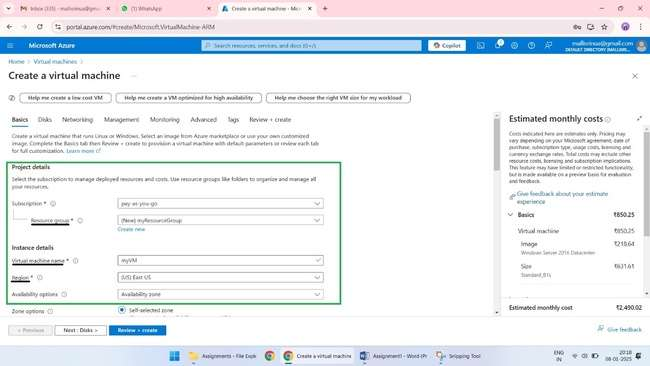 Inbox (335) - mallisrinua@gmai
(1) WhatsApp
Create a virtual machine - Mic
portal.azure.com/#create/Microsoft.VirtualMachine-ARM
Microsoft Azure
Search resources, services, and docs (G+/)
Copilot
mallisrinua@gmail.com
DEFAULT DIRECTORY (MALLISRI...
Home > Virtual machines >
Create a virtual machine ...
Help me create a low cost VM
Help me create a VM optimized for high availability
Help me choose the right VM size for my workload
Basics Disks Networking Management Monitoring Advanced Tags Review + create
Create a virtual machine that runs Linux or Windows. Select an image from Azure marketplace or use your own customized
image. Complete the Basics tab then Review + create to provision a virtual machine with default parameters or review each tab
for full customization. Learn more
Project details
Select the subscription to manage deployed resources and costs. Use resource groups like folders to organize and manage all
your resources.
Subscription *
pay-as-you-go
Resource group *
(New) myResourceGroup
Create new
Instance details
Virtual machine name *
myVM
Region *
(US) East US
Availability options
Availability zone
Zone options
Self-selected zone
< Previous
Next : Disks >
Review + create
Estimated monthly costs
Costs indicated here are estimates only. Pricing may
vary depending on your Microsoft agreement, date of
purchase, subscription type, usage costs, licensing and
currency exchange rates. Total costs may exclude other
resource costs, licensing and subscription implications.
This feature may have limited or restricted availability,
but is made available on a preview basis for evaluation
and feedback.
Give feedback about your estimate
experience
Basics ₹850.25
Virtual machine ₹850.25
Image ₹218.64
Windows Server 2016 Datacenter
Size ₹631.61
Standard_B1s
Estimated monthly cost ₹2,490.02
Give feedback
Assignments - File Expl
Create a virtual machine
Assignment1 - Word (Pr
Snipping Tool
ENG
IN
20:18
08-01-2025